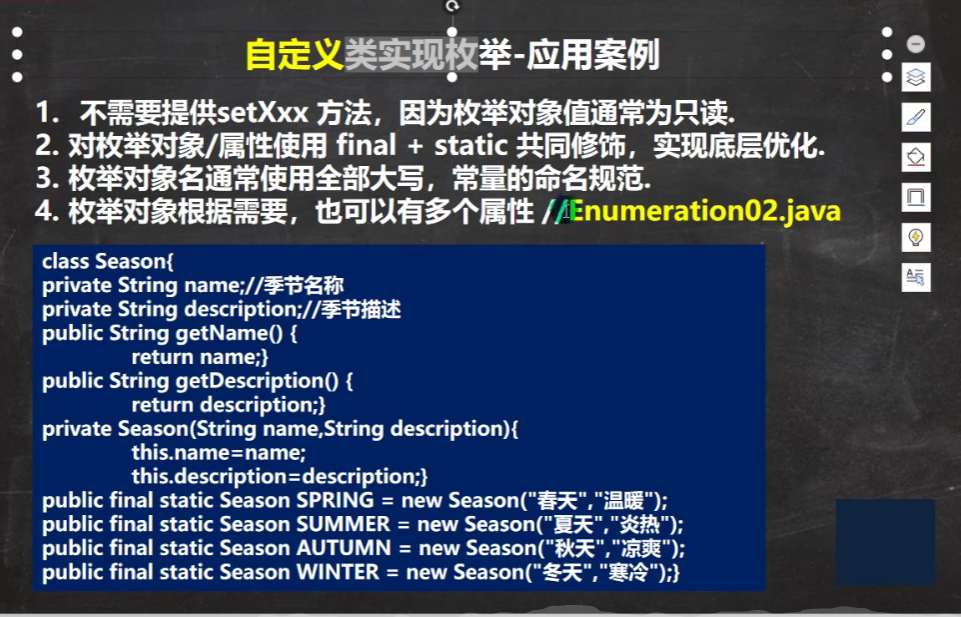 自定义类实现枚举-应用案例
1. 不需要提供setXxx 方法，因为枚举对象值通常为只读.
2. 对枚举对象/属性使用 final + static 共同修饰，实现底层优化.
3. 枚举对象名通常使用全部大写，常量的命名规范.
4. 枚举对象根据需要，也可以有多个属性 //Enumeration02.java
class Season{
private String name;//季节名称
private String description;//季节描述
public String getName() {
return name;}
public String getDescription() {
return description;}
private Season(String name,String description){
this.name=name;
this.description=description;}
public final static Season SPRING = new Season("春天","温暖");
public final static Season SUMMER = new Season("夏天","炎热");
public final static Season AUTUMN = new Season("秋天","凉爽");
public final static Season WINTER = new Season("冬天","寒冷");}